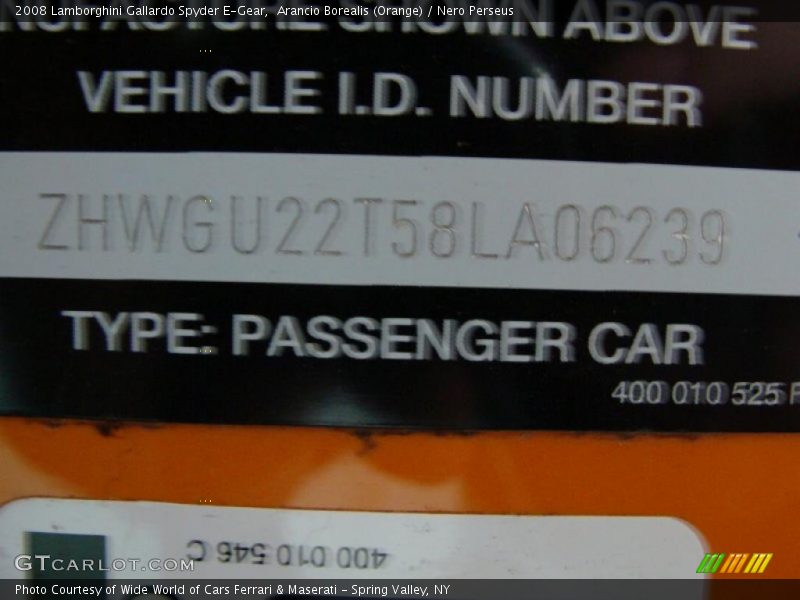 2008 Lamborghini Gallardo Spyder E-Gear, Arancio Borealis (Orange) / Nero Perseus
SHOWN ABOVE
VEHICLE I.D. NUMBER
ZHWGU22T58LA06239
TYPE: PASSENGER CAR
400 010 525 F
400 010 546 C
GTCARLOT.COM
Photo Courtesy of Wide World of Cars Ferrari & Maserati - Spring Valley, NY